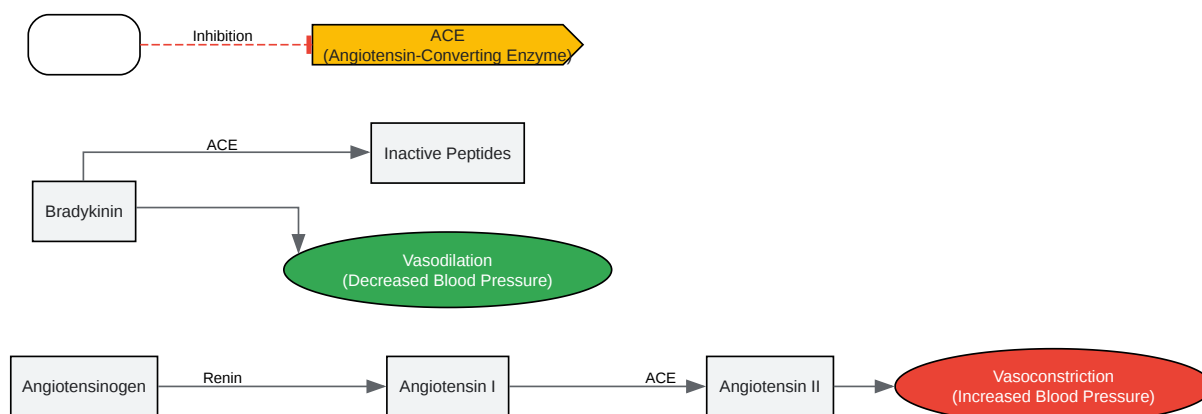 Inhibition
ACE
(Angiotensin-Converting Enzyme)
ACE
Inactive Peptides
Bradykinin
Vasodilation
(Decreased Blood Pressure)
Angiotensinogen
Renin
Angiotensin I
ACE
Angiotensin II
Vasoconstriction
(Increased Blood Pressure)